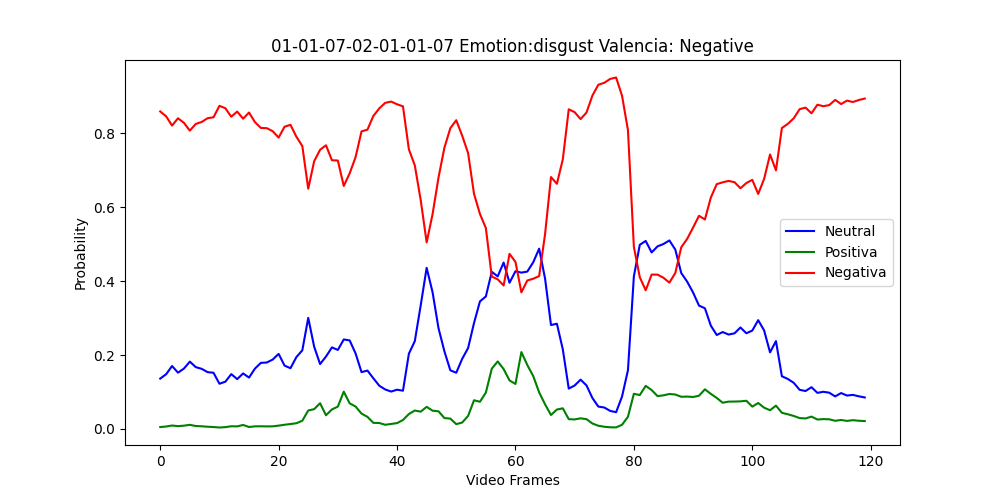 01-01-07-02-01-01-07 Emotion:disgust Valencia: Negative
Probability
0.8
0.6
0.4
0.2
0.0
Neutral
Positiva
Negativa
0 20 40 60 80 100 120
Video Frames